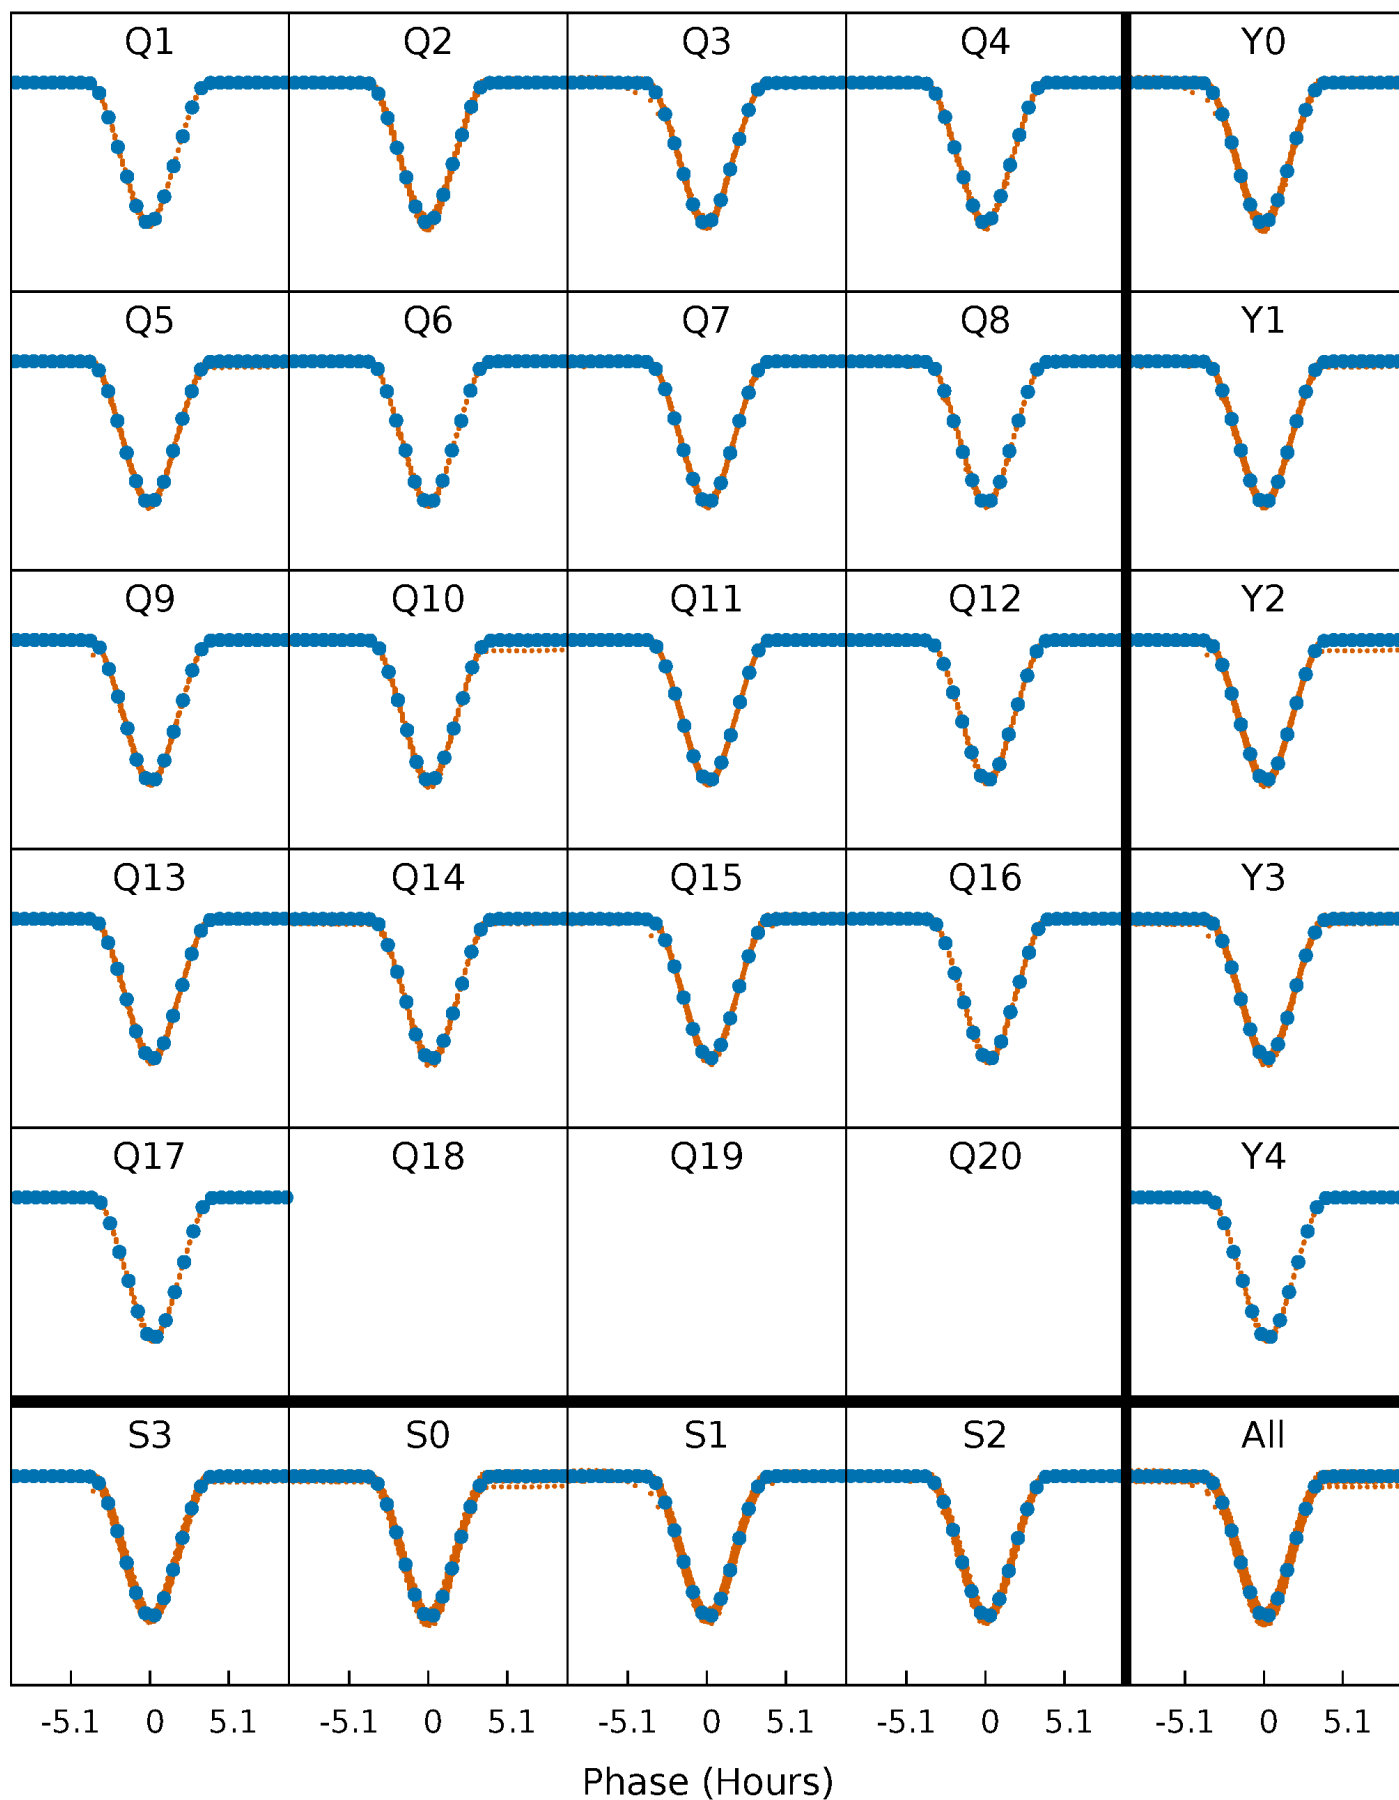 Q1 Q2 Q3 Q4 Y0
Q5 Q6 Q7 Q8 Y1
Q9 Q10 Q11 Q12 Y2
Q13 Q14 Q15 Q16 Y3
Q17 Q18 Q19 Q20 Y4
S3 S0 S1 S2 All
-5.1 0 5.1 -5.1 0 5.1 -5.1 0 5.1 -5.1 0 5.1 -5.1 0 5.1
Phase (Hours)